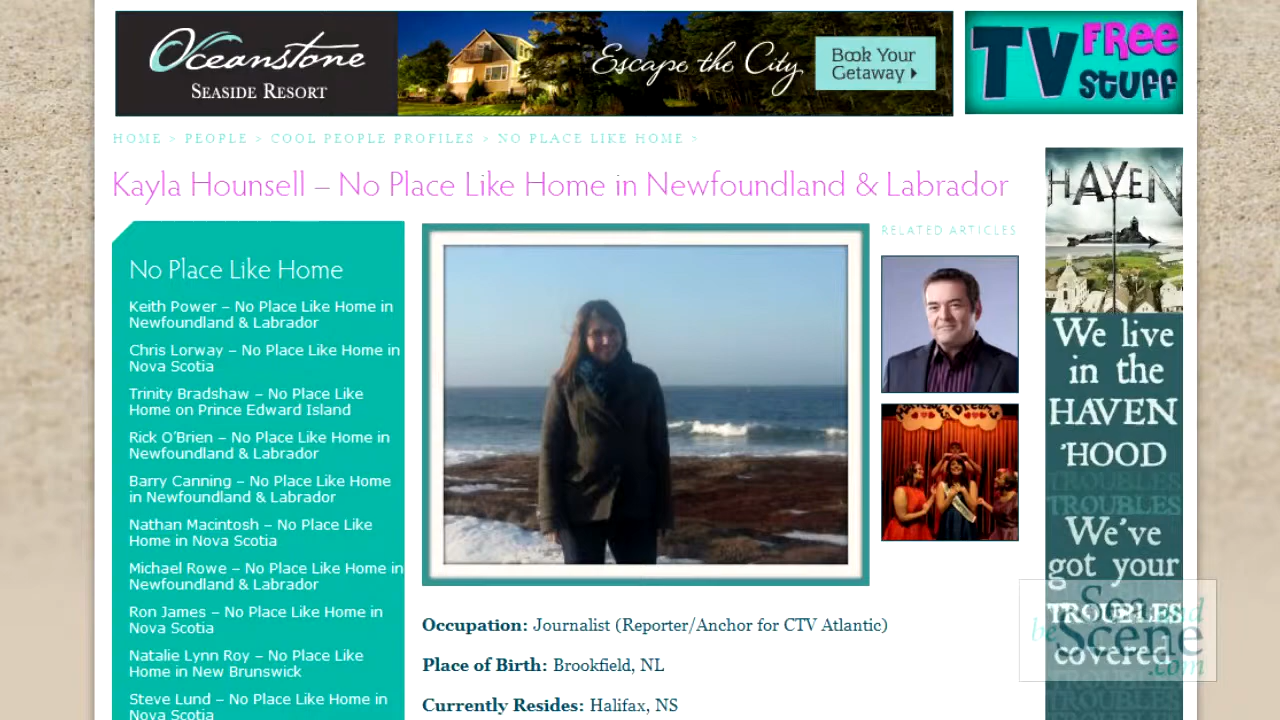 Oceanstone
SEASIDE RESORT
Escape the City
Book Your
Getaway
TV FREE
STUFF
HOME > PEOPLE > COOL PEOPLE PROFILES > NO PLACE LIKE HOME >
Kayla Hounsell – No Place Like Home in Newfoundland & Labrador
No Place Like Home
Keith Power – No Place Like Home in
Newfoundland & Labrador
Chris Lorway – No Place Like Home in
Nova Scotia
Trinity Bradshaw – No Place Like
Home on Prince Edward Island
Rick O’Brien – No Place Like Home in
Newfoundland & Labrador
Barry Canning – No Place Like Home
in Newfoundland & Labrador
Nathan Macintosh – No Place Like
Home in Nova Scotia
Michael Rowe – No Place Like Home in
Newfoundland & Labrador
Ron James – No Place Like Home in
Nova Scotia
Natalie Lynn Roy – No Place Like
Home in New Brunswick
Steve Lund – No Place Like Home in
Nova Scotia
Occupation: Journalist (Reporter/Anchor for CTV Atlantic)
Place of Birth: Brookfield, NL
Currently Resides: Halifax, NS
RELATED ARTICLES
HAVEN
We live
in the
HAVEN
'HOOD
TROUBLES
TROUBLES
We've
got your
TROUBLES
covered
Sea and
be Scene
.com